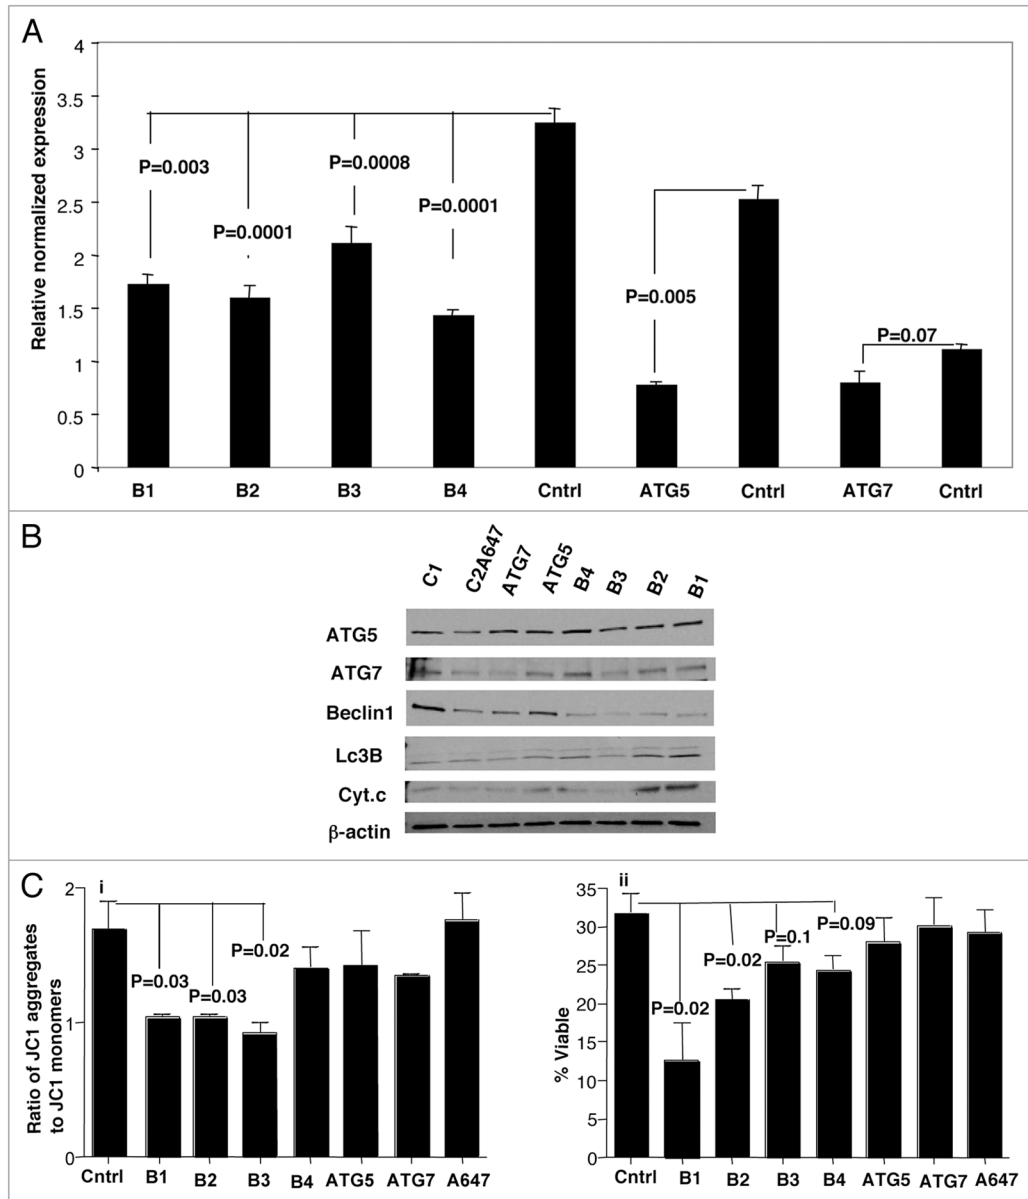 A
Relative normalized expression
4
3.5
3
2.5
2
1.5
1
0.5
0
P=0.003
P=0.0001
P=0.0008
P=0.0001
P=0.005
P=0.07
B1 B2 B3 B4 Cntrl ATG5 Cntrl ATG7 Cntrl
B
C1 C2A647 ATG7 ATG5 B4 B3 B2 B1
ATG5
ATG7
Beclin1
Lc3B
Cyt.c
β-actin
C
i
Ratio of JC1 aggregates
to JC1 monomers
2
1
0
P=0.03
P=0.03
P=0.02
Cntrl B1 B2 B3 B4 ATG5 ATG7 A647
ii
% Viable
35
30
25
20
15
10
5
0
P=0.02
P=0.02
P=0.1
P=0.09
Cntrl B1 B2 B3 B4 ATG5 ATG7 A647